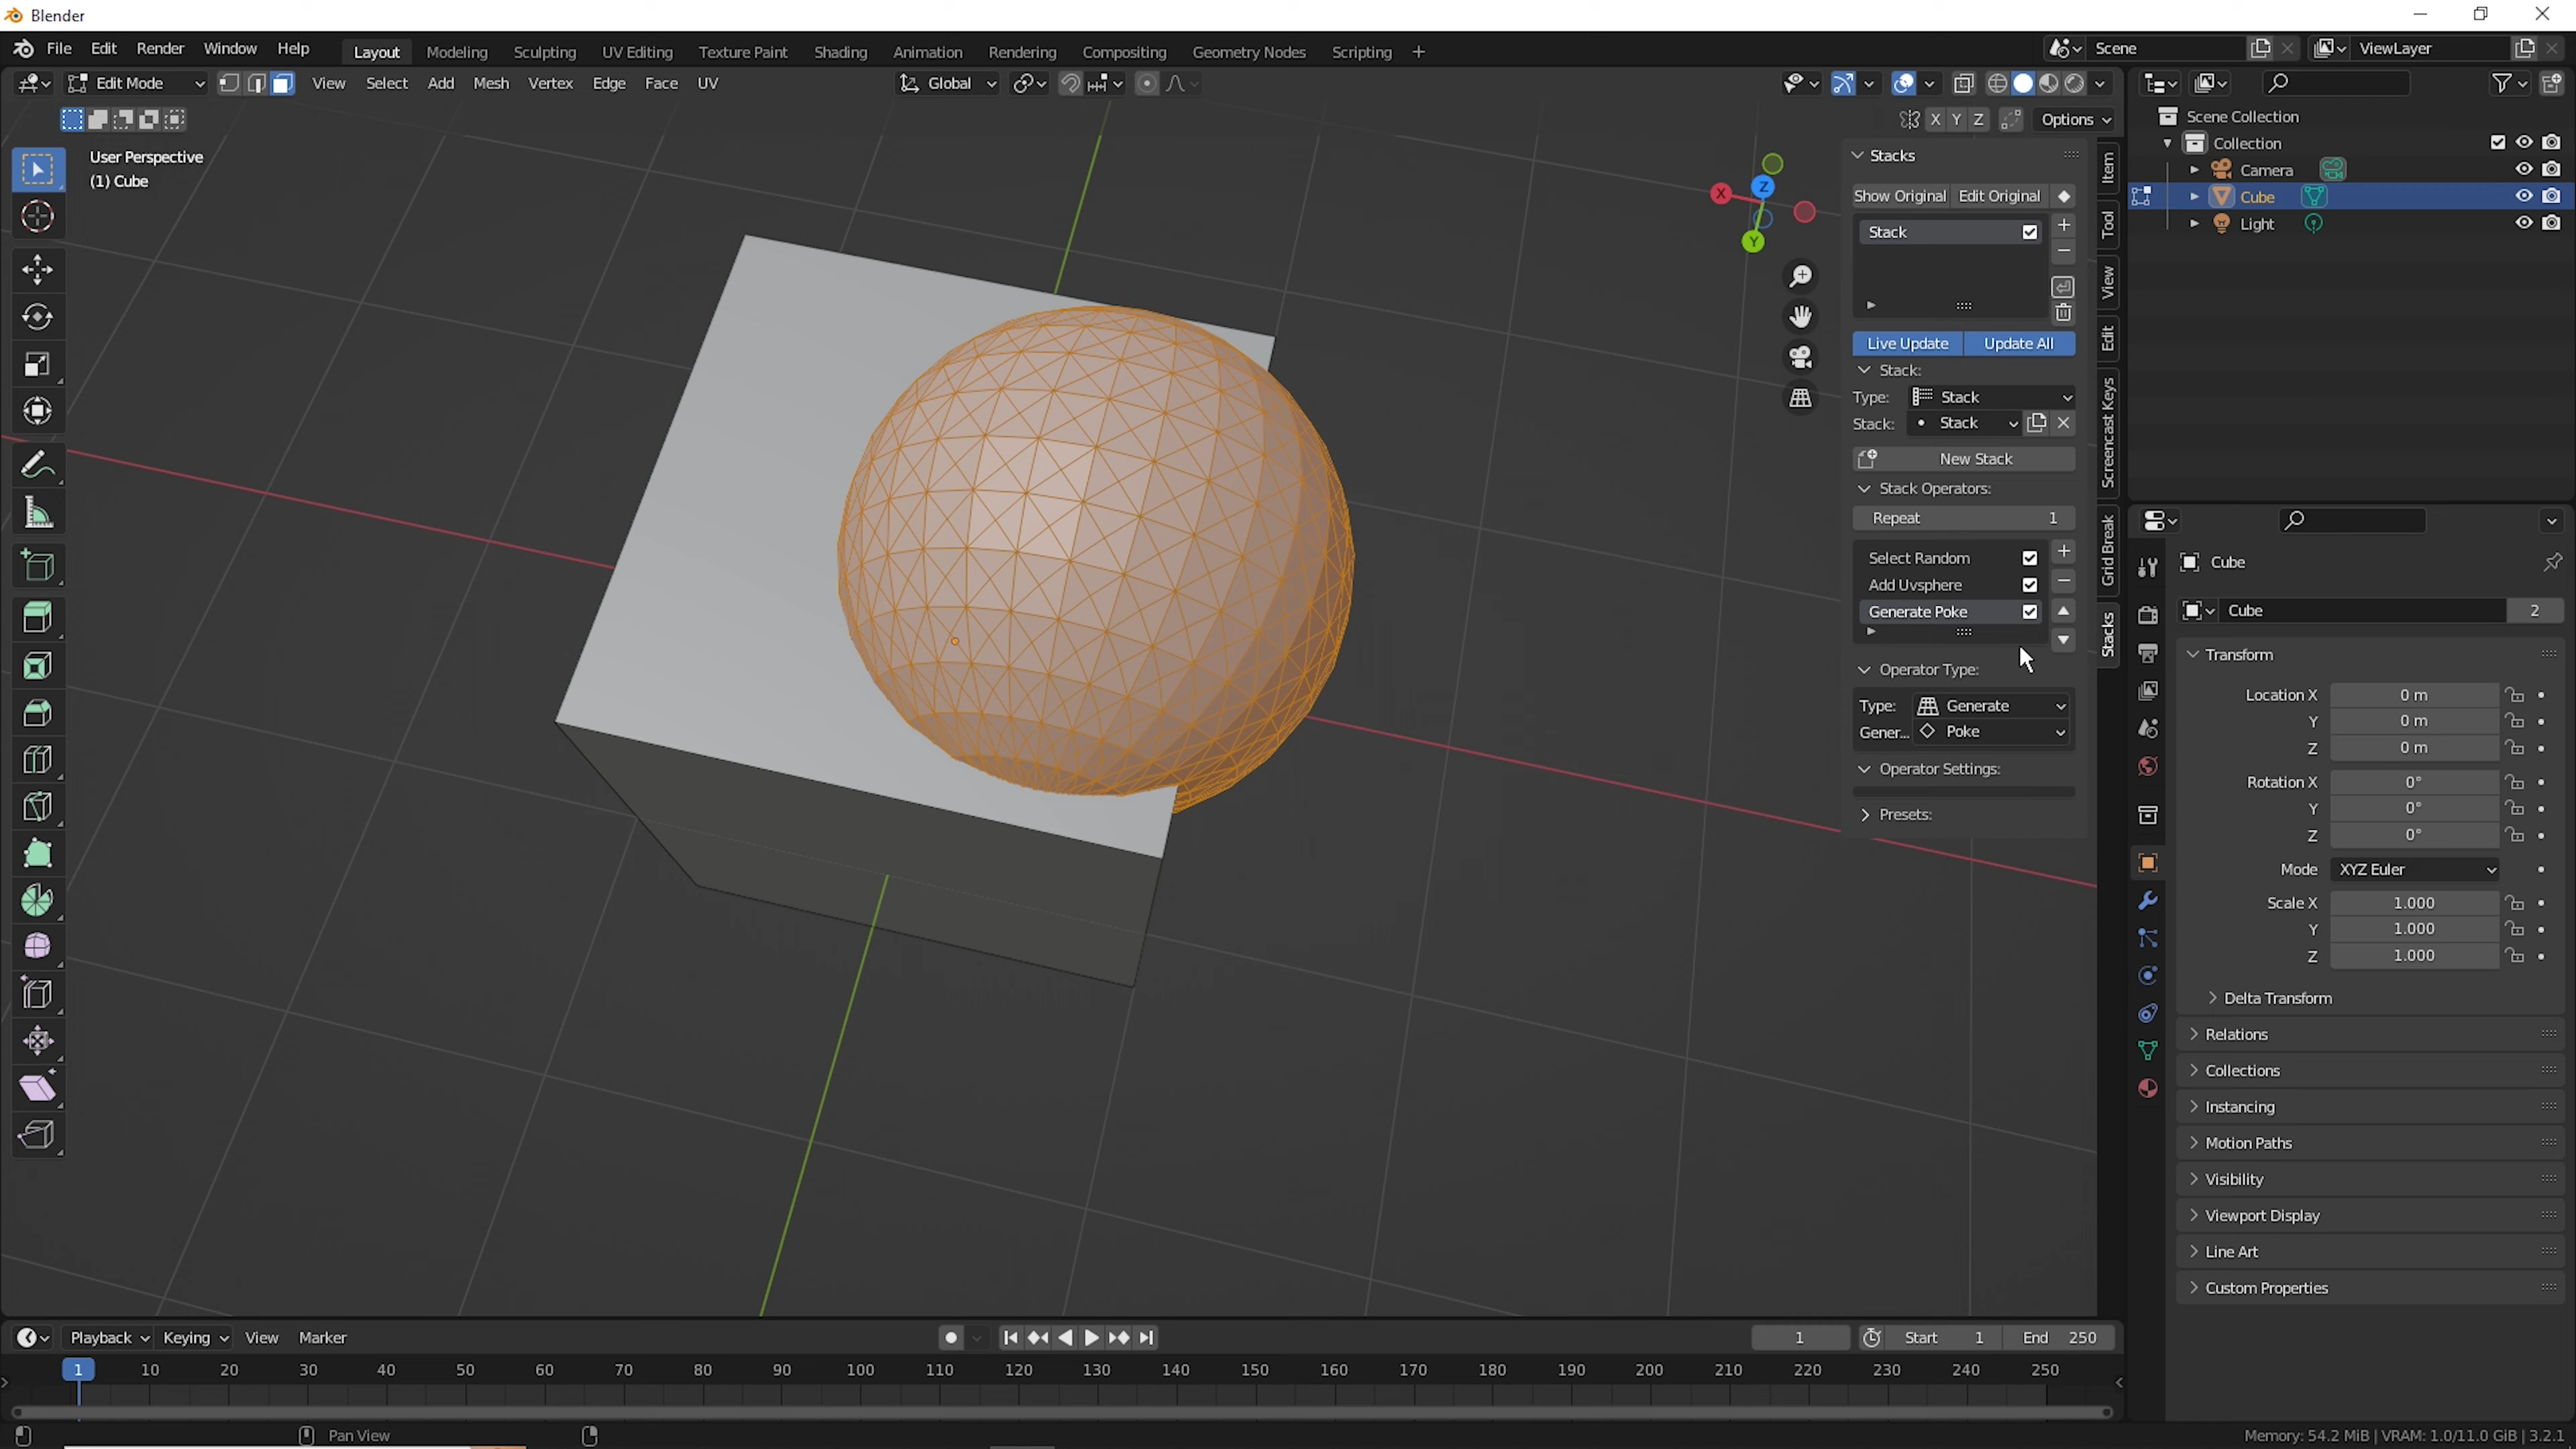 Blender
File Edit Render Window Help Layout Modeling Sculpting UV Editing Texture Paint Shading Animation Rendering Compositing Geometry Nodes Scripting + Scene ViewLayer
Edit Mode View Select Add Mesh Vertex Edge Face UV Global
X Y Z Options
User Perspective
(1) Cube
X Z Y
Stacks
Show Original Edit Original
Stack
Live Update Update All
Stack:
Type: Stack
Stack: Stack
New Stack
Stack Operators:
Repeat 1
Select Random
Add Uvsphere
Generate Poke
Operator Type:
Type: Generate
Gener... Poke
Operator Settings:
Presets:
Item
Tool
View
Edit
Screencast Keys
Grid Break
Stacks
Scene Collection
Collection
Camera
Cube
Light
Cube
Cube 2
Transform
Location X 0 m
Y 0 m
Z 0 m
Rotation X 0°
Y 0°
Z 0°
Mode XYZ Euler
Scale X 1.000
Y 1.000
Z 1.000
Delta Transform
Relations
Collections
Instancing
Motion Paths
Visibility
Viewport Display
Line Art
Custom Properties
Playback Keying View Marker 1 Start 1 End 250
1 10 20 30 40 50 60 70 80 90 100 110 120 130 140 150 160 170 180 190 200 210 220 230 240 250
Pan View
Memory: 54.2 MiB | VRAM: 1.0/11.0 GiB | 3.2.1